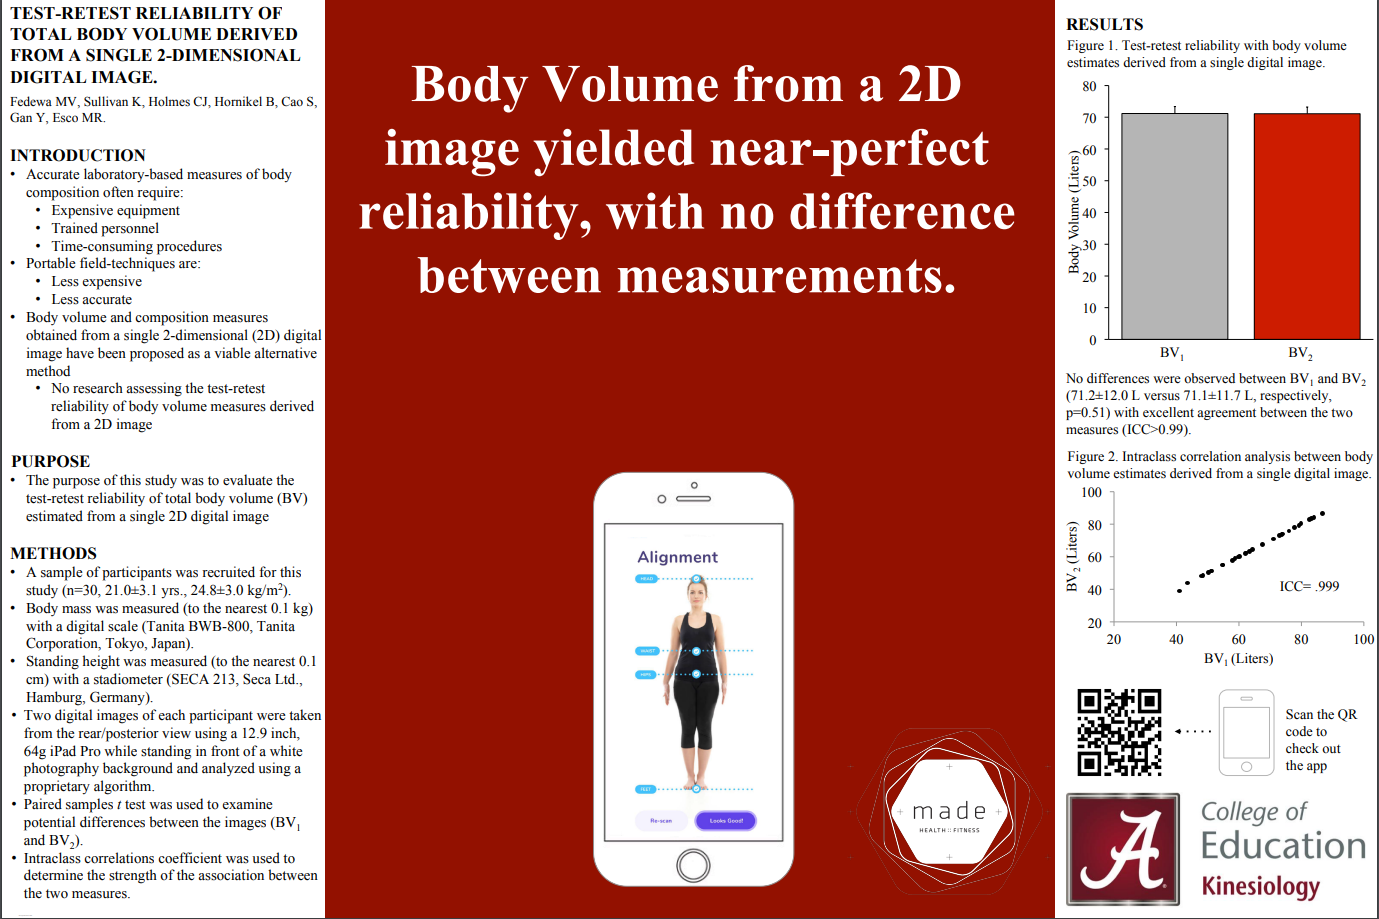 TEST-RETEST RELIABILITY OF
TOTAL BODY VOLUME DERIVED
FROM A SINGLE 2-DIMENSIONAL
DIGITAL IMAGE.
Fedewa MV, Sullivan K, Holmes CJ, Hornikel B, Cao S,
Gan Y, Esco MR.
INTRODUCTION
• Accurate laboratory-based measures of body
composition often require:
• Expensive equipment
• Trained personnel
• Time-consuming procedures
• Portable field-techniques are:
• Less expensive
• Less accurate
• Body volume and composition measures
obtained from a single 2-dimensional (2D) digital
image have been proposed as a viable alternative
method
• No research assessing the test-retest
reliability of body volume measures derived
from a 2D image
PURPOSE
• The purpose of this study was to evaluate the
test-retest reliability of total body volume (BV)
estimated from a single 2D digital image
METHODS
• A sample of participants was recruited for this
study (n=30, 21.0±3.1 yrs., 24.8±3.0 kg/m²).
• Body mass was measured (to the nearest 0.1 kg)
with a digital scale (Tanita BWB-800, Tanita
Corporation, Tokyo, Japan).
• Standing height was measured (to the nearest 0.1
cm) with a stadiometer (SECA 213, Seca Ltd.,
Hamburg, Germany).
• Two digital images of each participant were taken
from the rear/posterior view using a 12.9 inch,
64g iPad Pro while standing in front of a white
photography background and analyzed using a
proprietary algorithm.
• Paired samples t test was used to examine
potential differences between the images (BV₁
and BV₂).
• Intraclass correlations coefficient was used to
determine the strength of the association between
the two measures.
Body Volume from a 2D
image yielded near-perfect
reliability, with no difference
between measurements.
Alignment
HEAD
WAIST
HIPS
FEET
Re-scan
Looks Good!
made
HEALTH :: FITNESS
RESULTS
Figure 1. Test-retest reliability with body volume
estimates derived from a single digital image.
Body Volume (Liters)
80
70
60
50
40
30
20
10
0
BV₁
BV₂
No differences were observed between BV₁ and BV₂
(71.2±12.0 L versus 71.1±11.7 L, respectively,
p=0.51) with excellent agreement between the two
measures (ICC>0.99).
Figure 2. Intraclass correlation analysis between body
volume estimates derived from a single digital image.
BV₂ (Liters)
100
80
60
40
20
ICC= .999
20 40 60 80 100
BV₁ (Liters)
Scan the QR
code to
check out
the app
A
College of
Education
Kinesiology